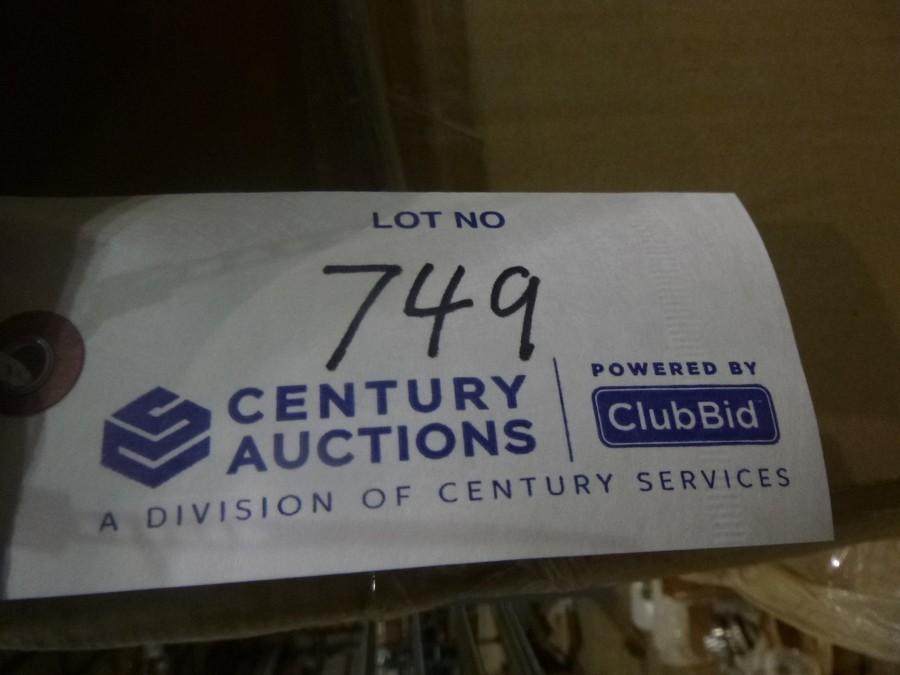 LOT NO
749
CENTURY
AUCTIONS
POWERED BY
ClubBid
A DIVISION OF CENTURY SERVICES